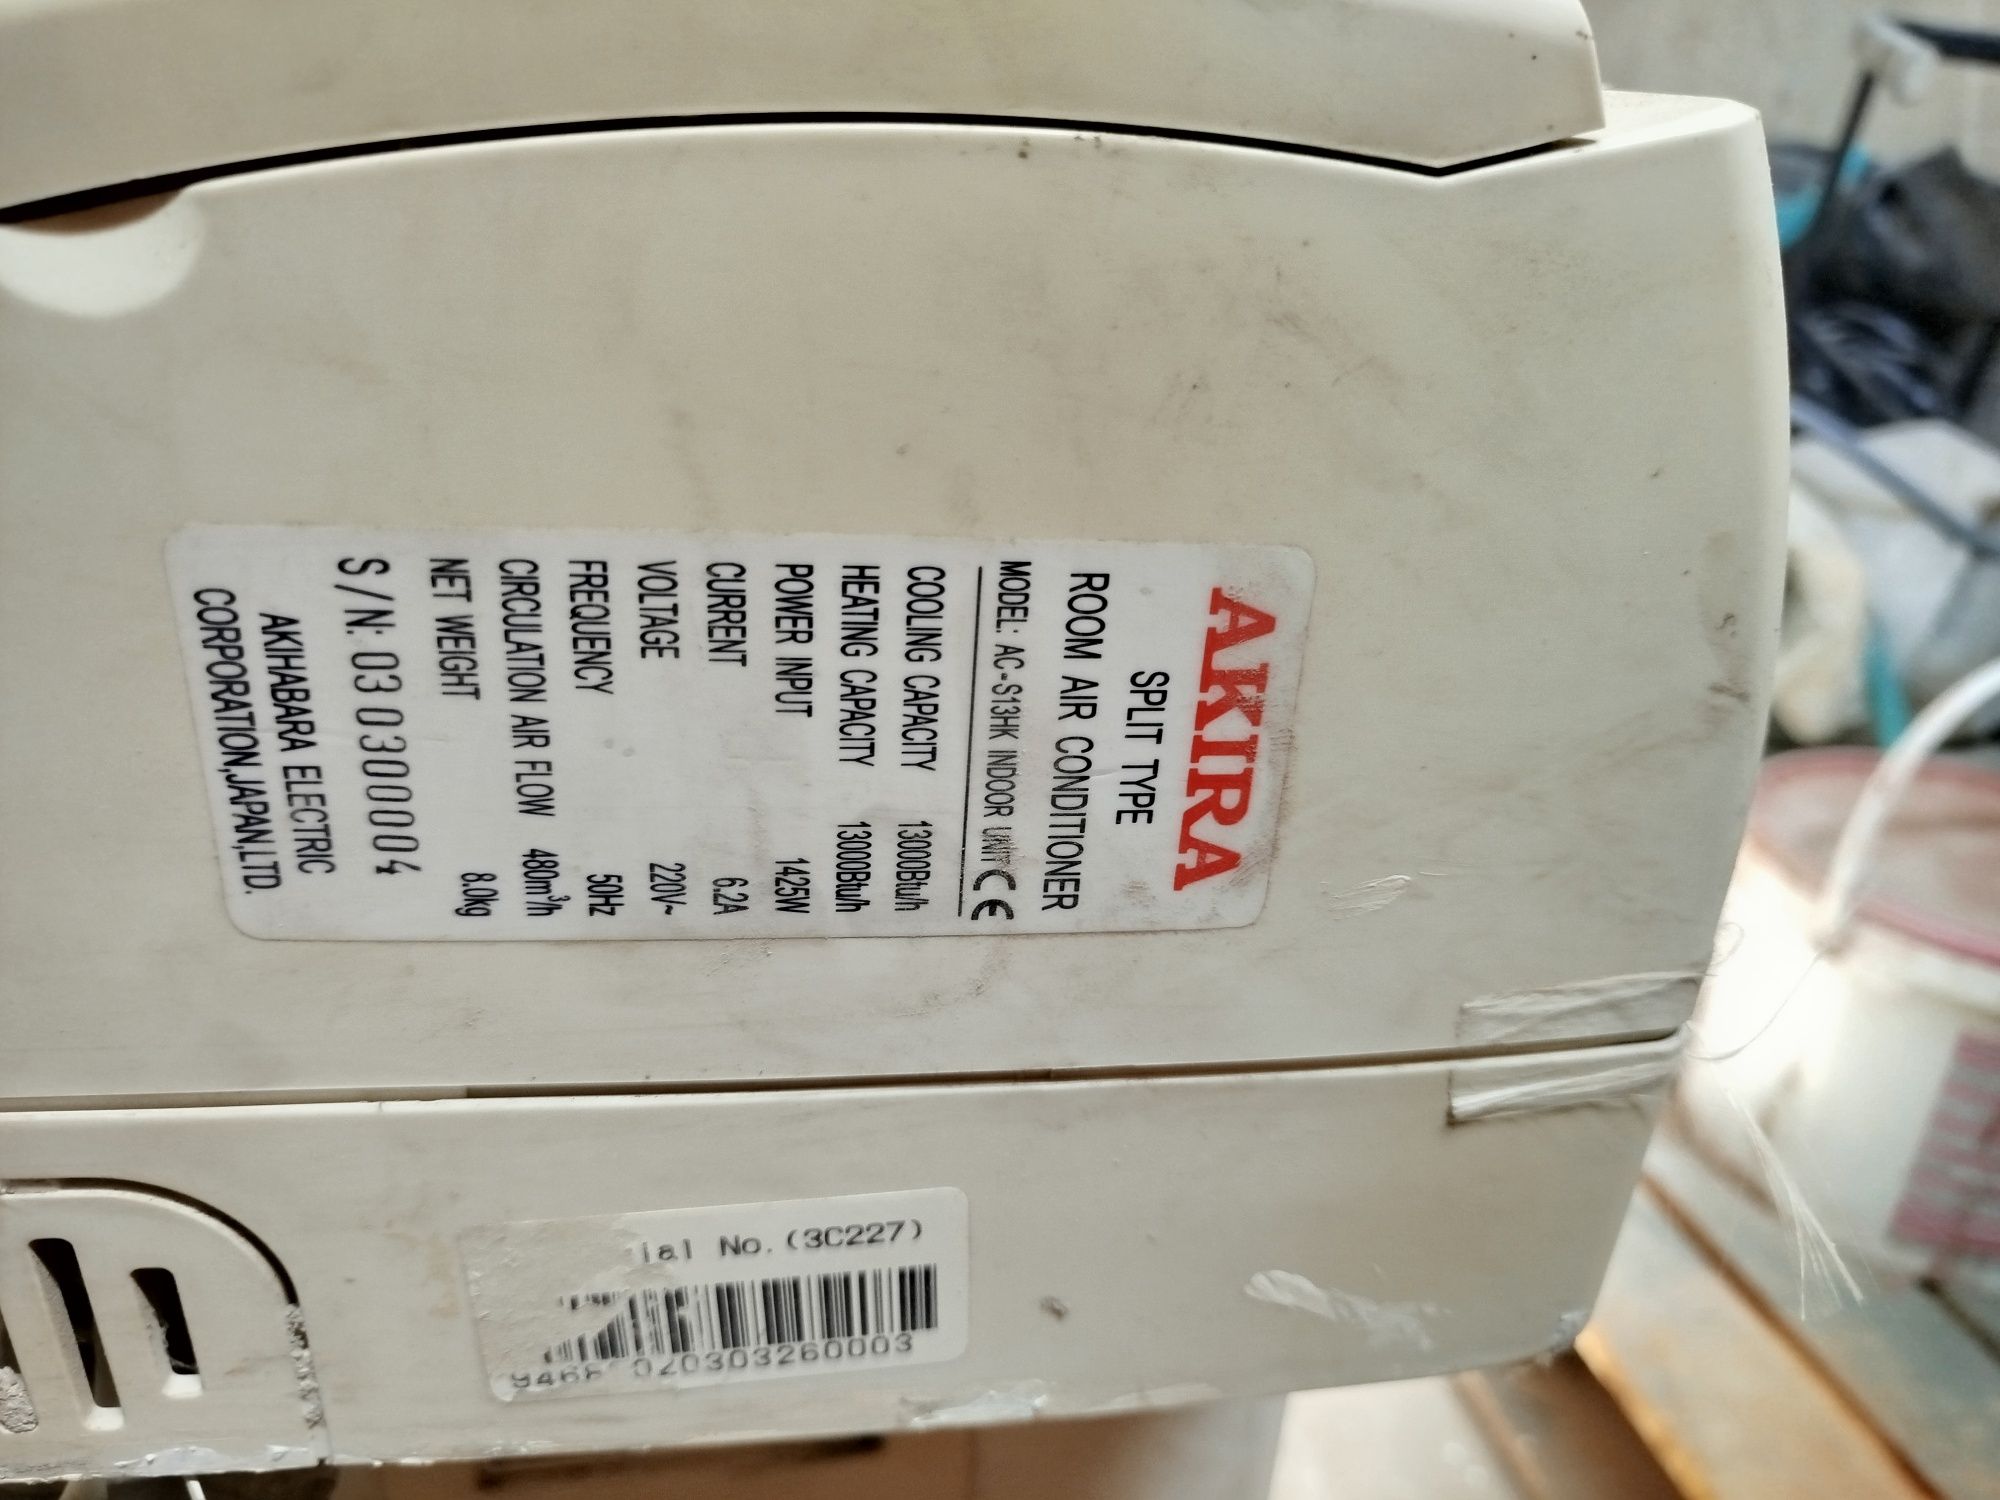 AKIRA
SPLIT TYPE
ROOM AIR CONDITIONER
MODEL: AC-S13HK INDOOR UNIT CE
COOLING CAPACITY 13000Btu/h
HEATING CAPACITY 13000Btu/h
POWER INPUT 1425W
CURRENT 6.2A
VOLTAGE 220V~
FREQUENCY 50Hz
CIRCULATION AIR FLOW 480m³/h
NET WEIGHT 8.0kg
S/N: 030300004
AKIHABARA ELECTRIC
CORPORATION,JAPAN,LTD.
ial No. (3C227)
020303260003